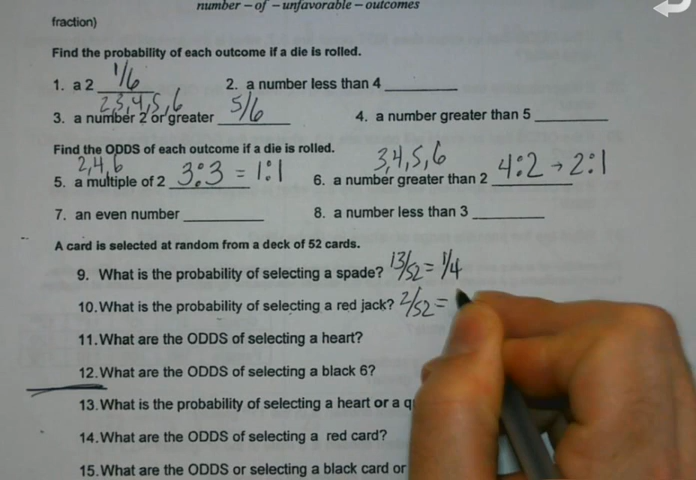 number – of – unfavorable – outcomes
fraction)
Find the probability of each outcome if a die is rolled.
1. a 2 1/6 2. a number less than 4
2,3,4,5,6
3. a number 2 or greater 5/6 4. a number greater than 5
Find the ODDS of each outcome if a die is rolled.
2,4,6 3,4,5,6
5. a multiple of 2 3:3 = 1:1 6. a number greater than 2 4:2 → 2:1
7. an even number 8. a number less than 3
A card is selected at random from a deck of 52 cards.
9. What is the probability of selecting a spade? 13/52 = 1/4
10. What is the probability of selecting a red jack? 2/52 =
11. What are the ODDS of selecting a heart?
12. What are the ODDS of selecting a black 6?
13. What is the probability of selecting a heart or a q
14. What are the ODDS of selecting a red card?
15. What are the ODDS or selecting a black card or